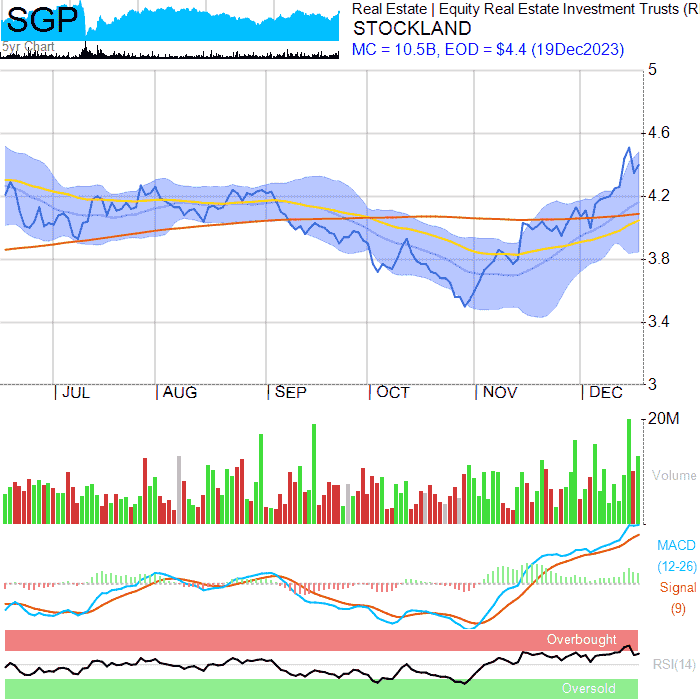 SGP
5yr Chart
Real Estate | Equity Real Estate Investment Trusts (R
STOCKLAND
MC = 10.5B, EOD = $4.4 (19Dec2023)
5
4.6
4.2
3.8
3.4
3
JUL AUG SEP OCT NOV DEC
20M
Volume
MACD
(12-26)
Signal
(9)
Overbought
RSI(14)
Oversold